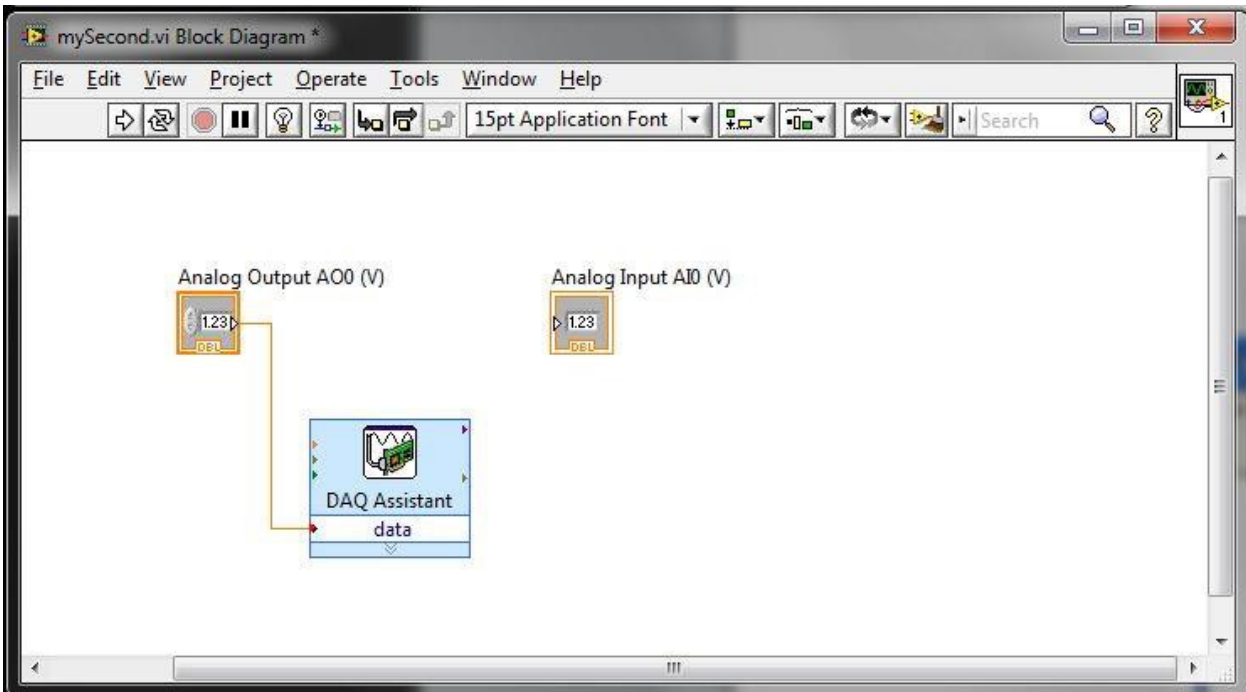 mySecond.vi Block Diagram *
File Edit View Project Operate Tools Window Help
15pt Application Font Search
1
Analog Output AO0 (V) Analog Input AI0 (V)
1.23 1.23
DBL DBL
DAQ Assistant
data